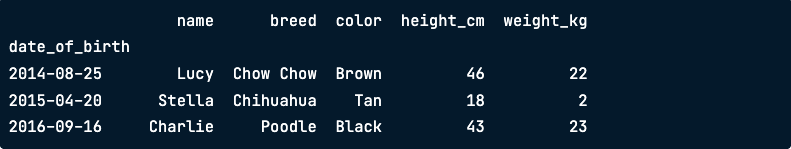 name breed color height_cm weight_kg
date_of_birth
2014-08-25 Lucy Chow Chow Brown 46 22
2015-04-20 Stella Chihuahua Tan 18 2
2016-09-16 Charlie Poodle Black 43 23